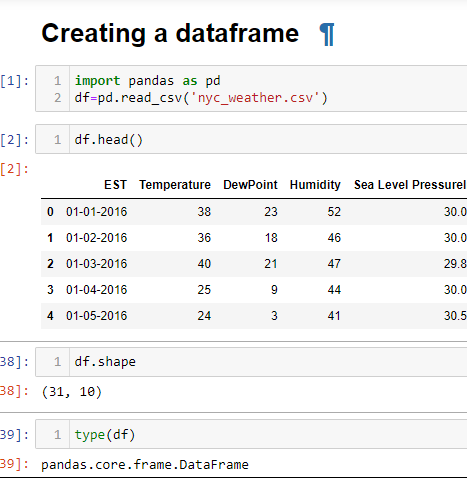 Creating a dataframe ¶
[1]: 1 import pandas as pd
2 df=pd.read_csv('nyc_weather.csv')
[2]: 1 df.head()
[2]:
EST Temperature DewPoint Humidity Sea Level PressureI
0 01-01-2016 38 23 52 30.0
1 01-02-2016 36 18 46 30.0
2 01-03-2016 40 21 47 29.8
3 01-04-2016 25 9 44 30.0
4 01-05-2016 24 3 41 30.5
38]: 1 df.shape
38]: (31, 10)
39]: 1 type(df)
39]: pandas.core.frame.DataFrame